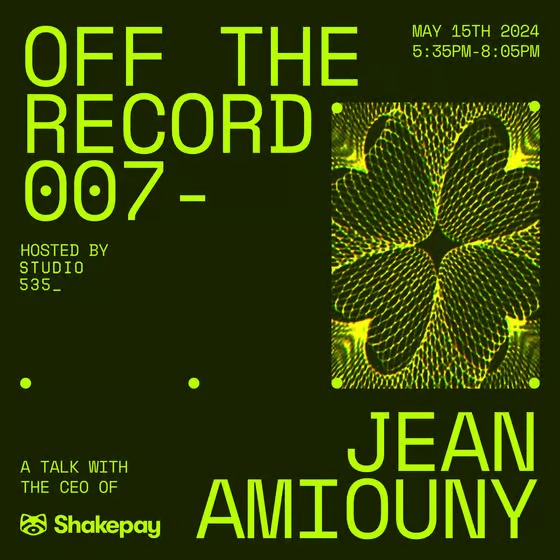 OFF THE
RECORD
007-
MAY 15TH 2024
5:35PM-8:05PM
HOSTED BY
STUDIO
535_
A TALK WITH
THE CEO OF
Shakepay
JEAN
AMIOUNY